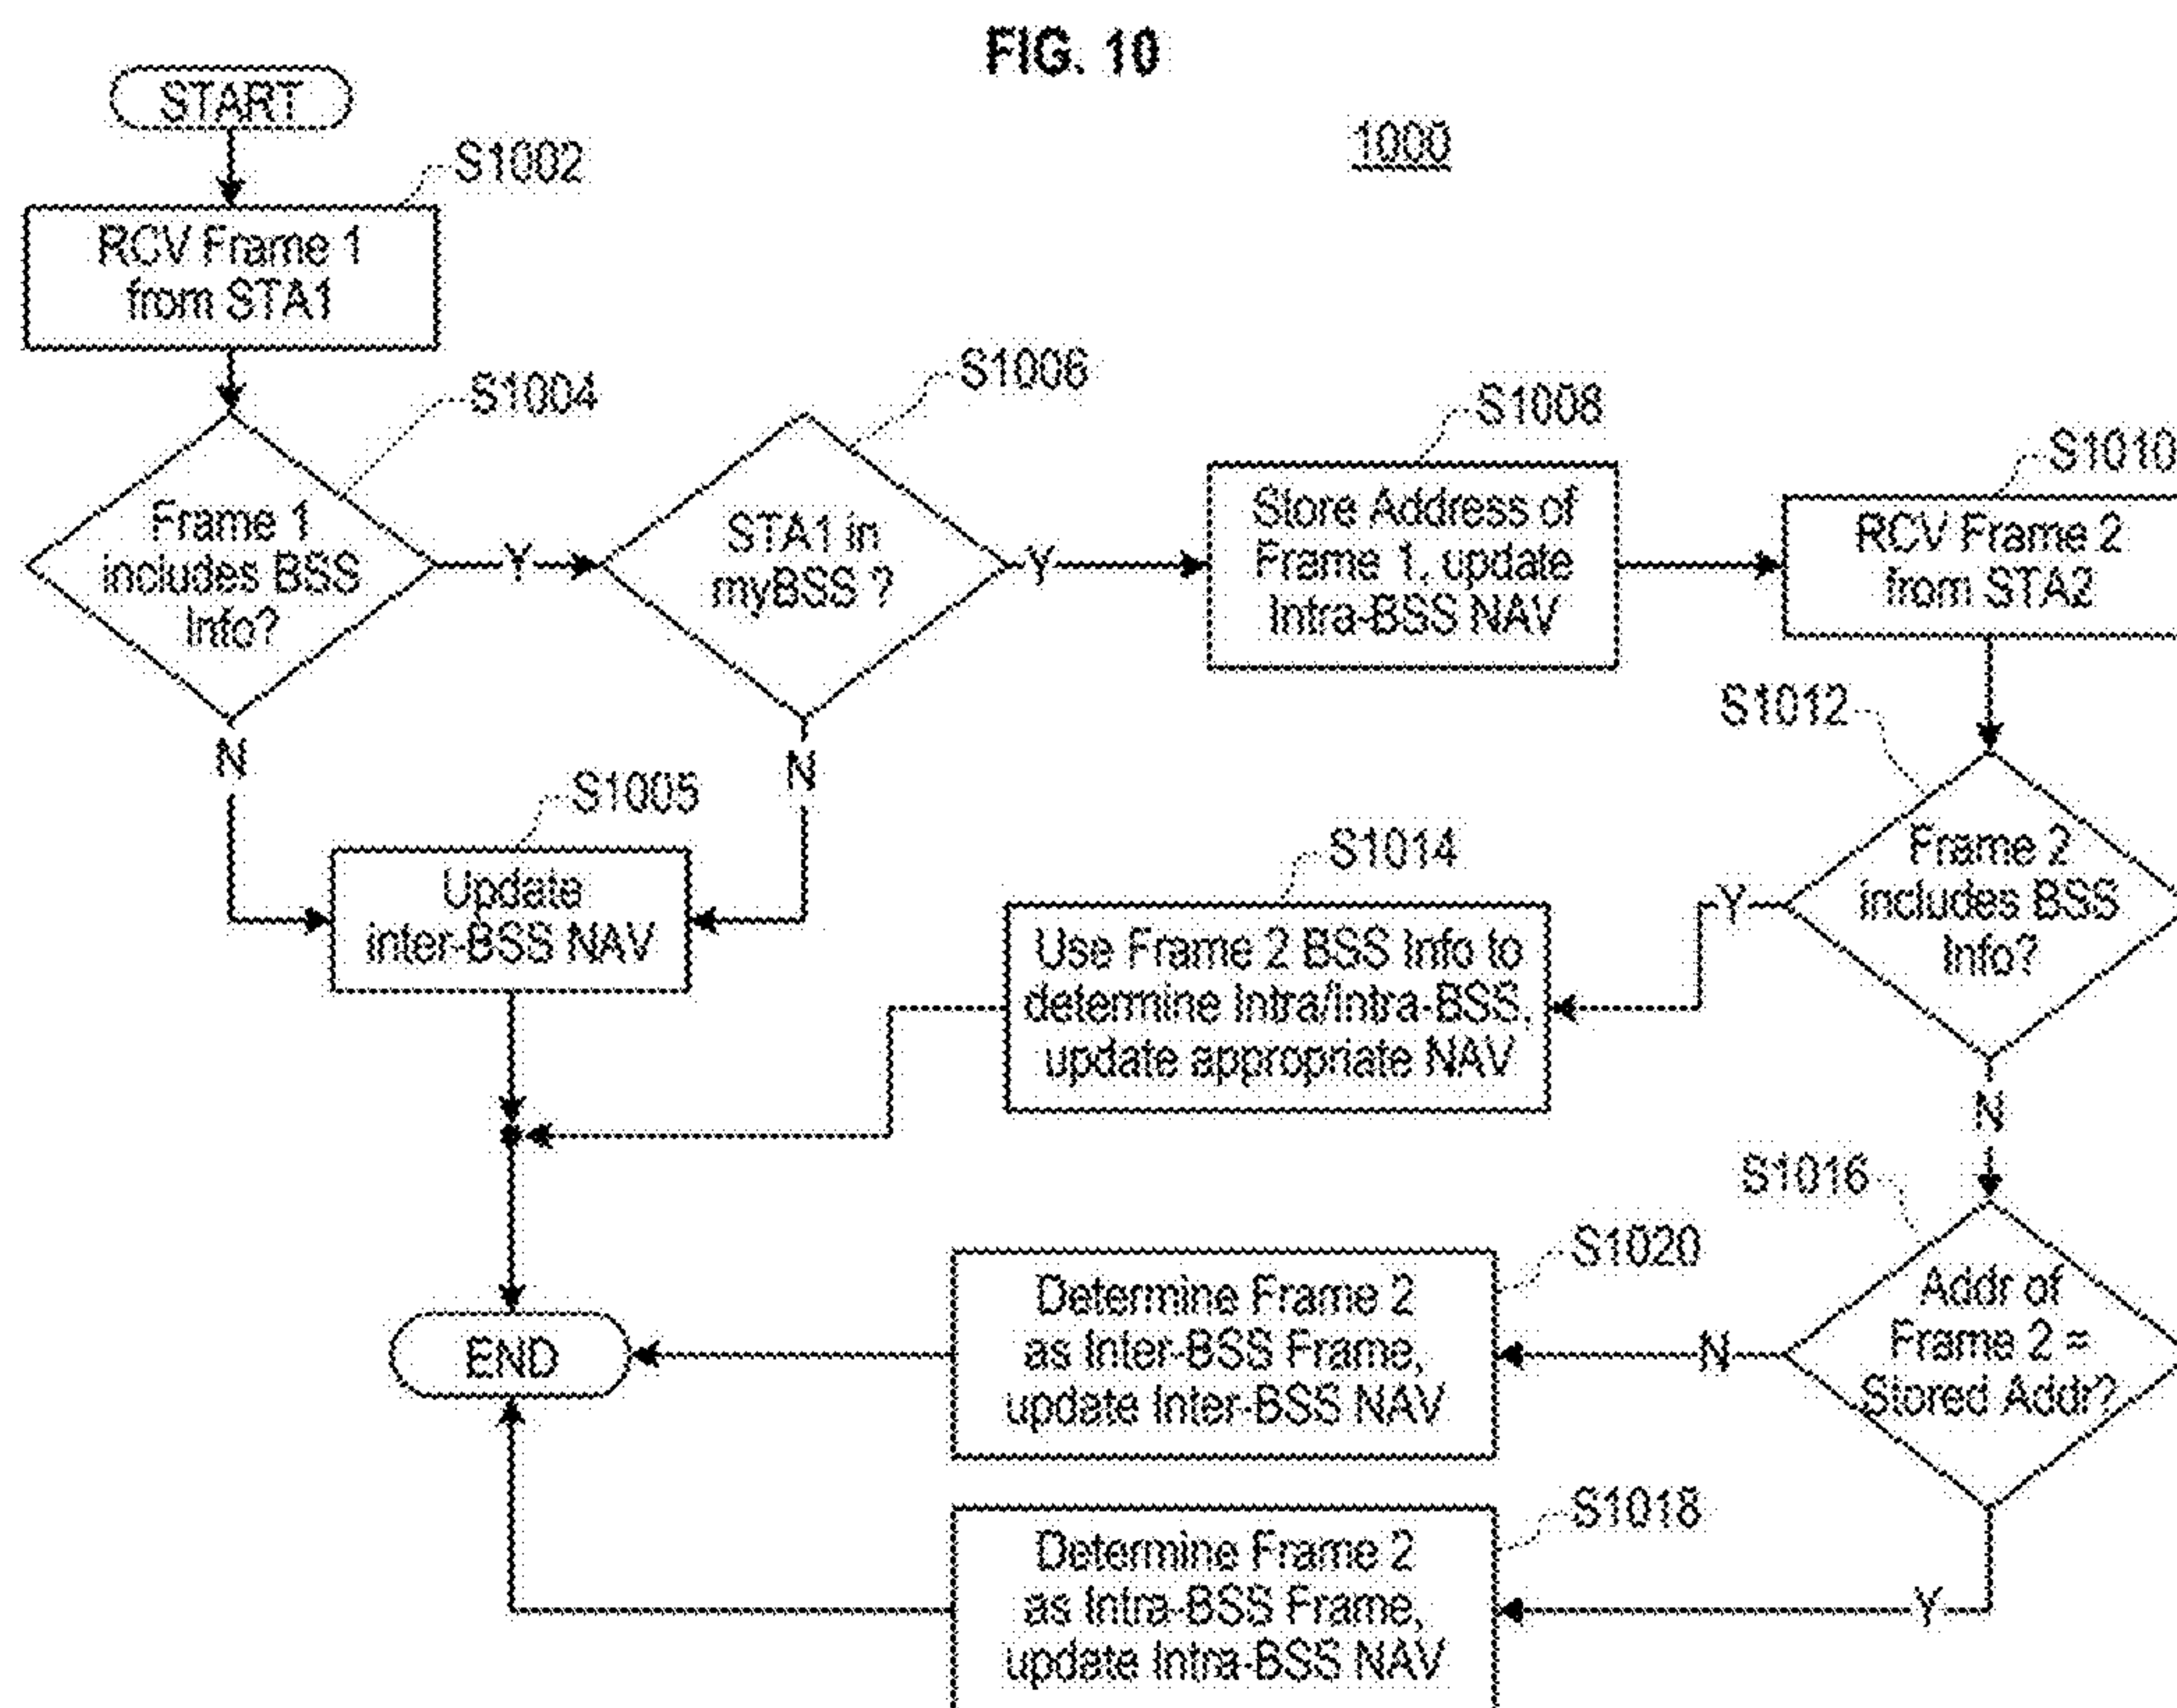 FIG. 10
1000
START
S1002
RCV Frame 1
from STA1
S1004
Frame 1
includes BSS
Info?
Y
N
S1006
STA1 in
myBSS ?
Y
N
S1005
Update
inter-BSS NAV
S1008
Store Address of
Frame 1, update
Intra-BSS NAV
S1010
RCV Frame 2
from STA2
S1012
Frame 2
includes BSS
Info?
Y
N
S1014
Use Frame 2 BSS Info to
determine Intra/Intra-BSS,
update appropriate NAV
S1016
Addr of
Frame 2 =
Stored Addr?
N
Y
S1020
Determine Frame 2
as Inter-BSS Frame,
update Inter-BSS NAV
S1018
Determine Frame 2
as Intra-BSS Frame,
update Intra-BSS NAV
END